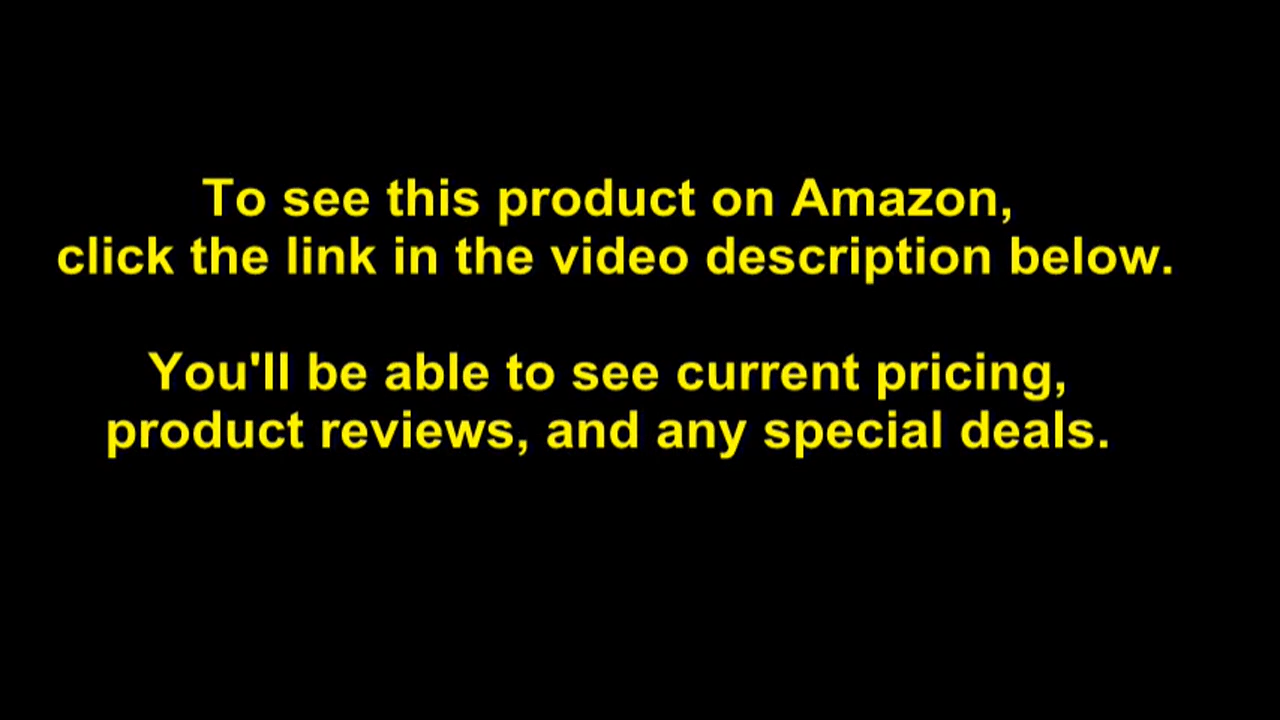 To see this product on Amazon,
click the link in the video description below.
You'll be able to see current pricing,
product reviews, and any special deals.